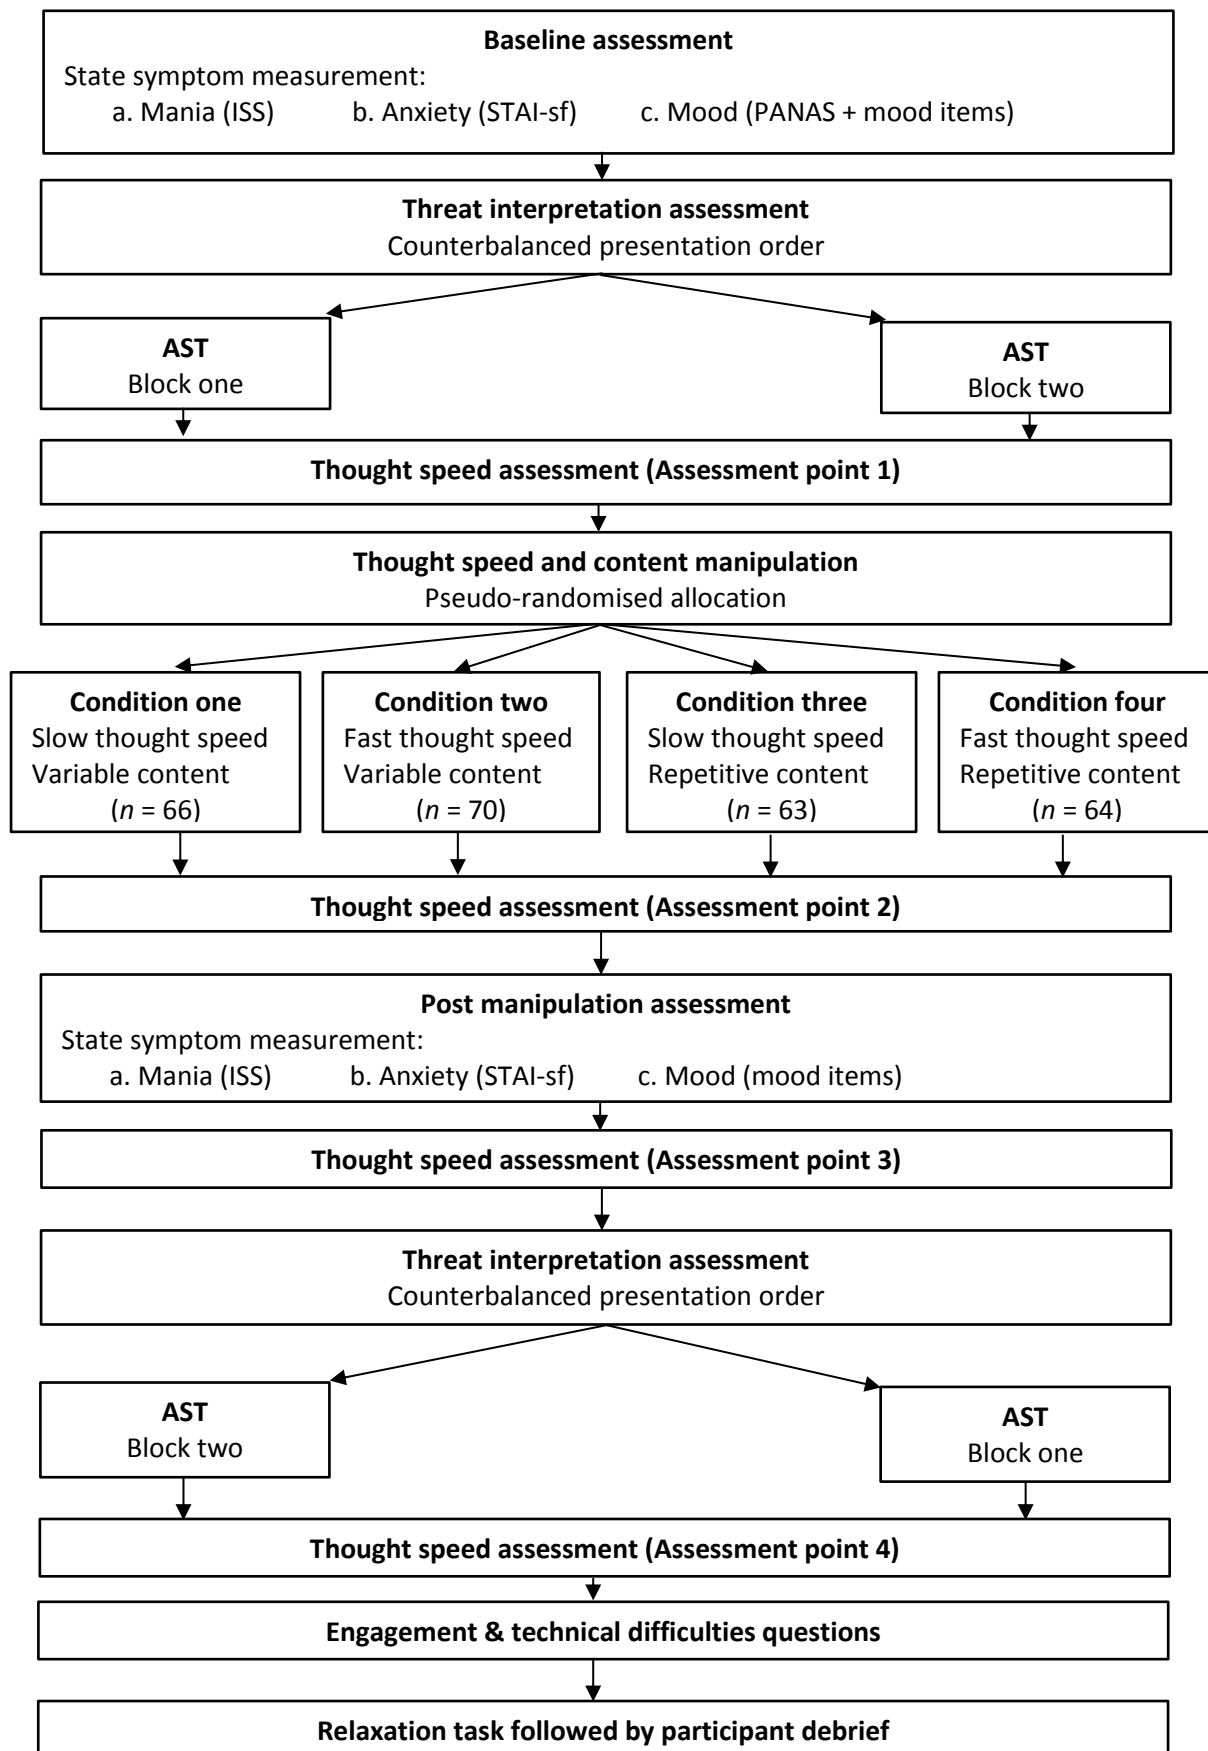 Baseline assessment
State symptom measurement:
a. Mania (ISS) b. Anxiety (STAI-sf) c. Mood (PANAS + mood items)
Threat interpretation assessment
Counterbalanced presentation order
AST
Block one
AST
Block two
Thought speed assessment (Assessment point 1)
Thought speed and content manipulation
Pseudo-randomised allocation
Condition one
Slow thought speed
Variable content
(n = 66)
Condition two
Fast thought speed
Variable content
(n = 70)
Condition three
Slow thought speed
Repetitive content
(n = 63)
Condition four
Fast thought speed
Repetitive content
(n = 64)
Thought speed assessment (Assessment point 2)
Post manipulation assessment
State symptom measurement:
a. Mania (ISS) b. Anxiety (STAI-sf) c. Mood (mood items)
Thought speed assessment (Assessment point 3)
Threat interpretation assessment
Counterbalanced presentation order
AST
Block two
AST
Block one
Thought speed assessment (Assessment point 4)
Engagement & technical difficulties questions
Relaxation task followed by participant debrief